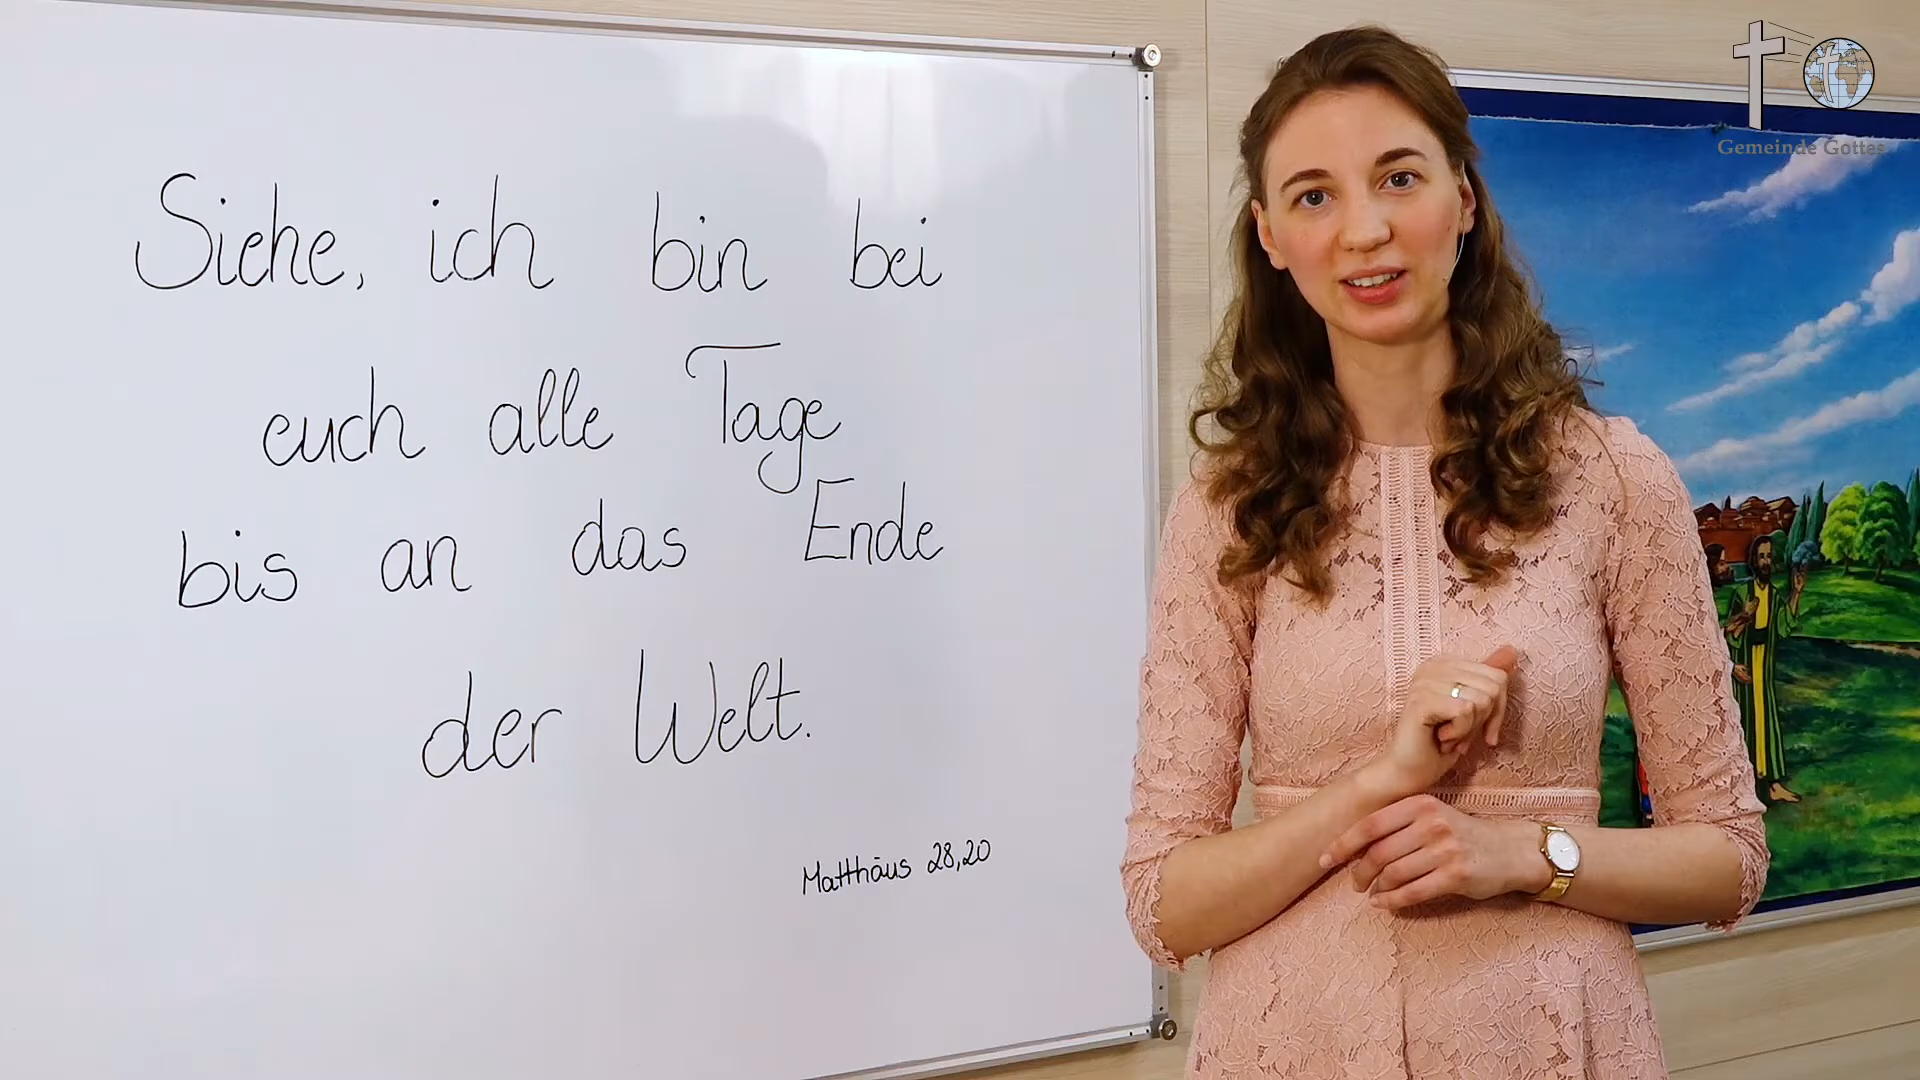 Siehe, ich bin bei
euch alle Tage
bis an das Ende
der Welt.
Matthäus 28,20
Gemeinde Gottes